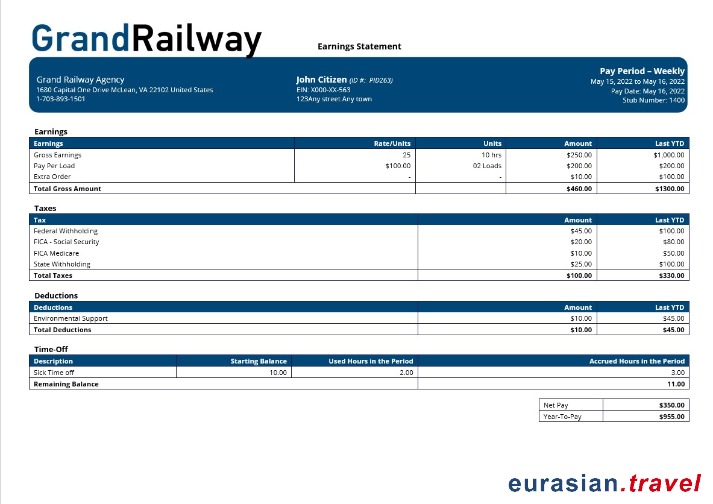 GrandRailway
Earnings Statement
Pay Period – Weekly
May 15, 2022 to May 16, 2022
Pay Date: May 16, 2022
Stub Number: 1400
Grand Railway Agency
1680 Capital One Drive McLean, VA 22102 United States
1-703-893-1501
John Citizen (ID #: PID263)
EIN: X000-XX-563
123Any street Any town
Earnings
Earnings Rate/Units Units Amount Last YTD
Gross Earnings 25 10 hrs $250.00 $1,000.00
Pay Per Load $100.00 02 Loads $200.00 $200.00
Extra Order - - $10.00 $100.00
Total Gross Amount $460.00 $1300.00
Taxes
Tax Amount Last YTD
Federal Withholding $45.00 $100.00
FICA - Social Security $20.00 $80.00
FICA Medicare $10.00 $50.00
State Withholding $25.00 $100.00
Total Taxes $100.00 $330.00
Deductions
Deductions Amount Last YTD
Environmental Support $10.00 $45.00
Total Deductions $10.00 $45.00
Time-Off
Description Starting Balance Used Hours in the Period Accrued Hours in the Period
Sick Time off 10.00 2.00 3.00
Remaining Balance 11.00
Net Pay $350.00
Year-To-Pay $955.00
eurasian.travel